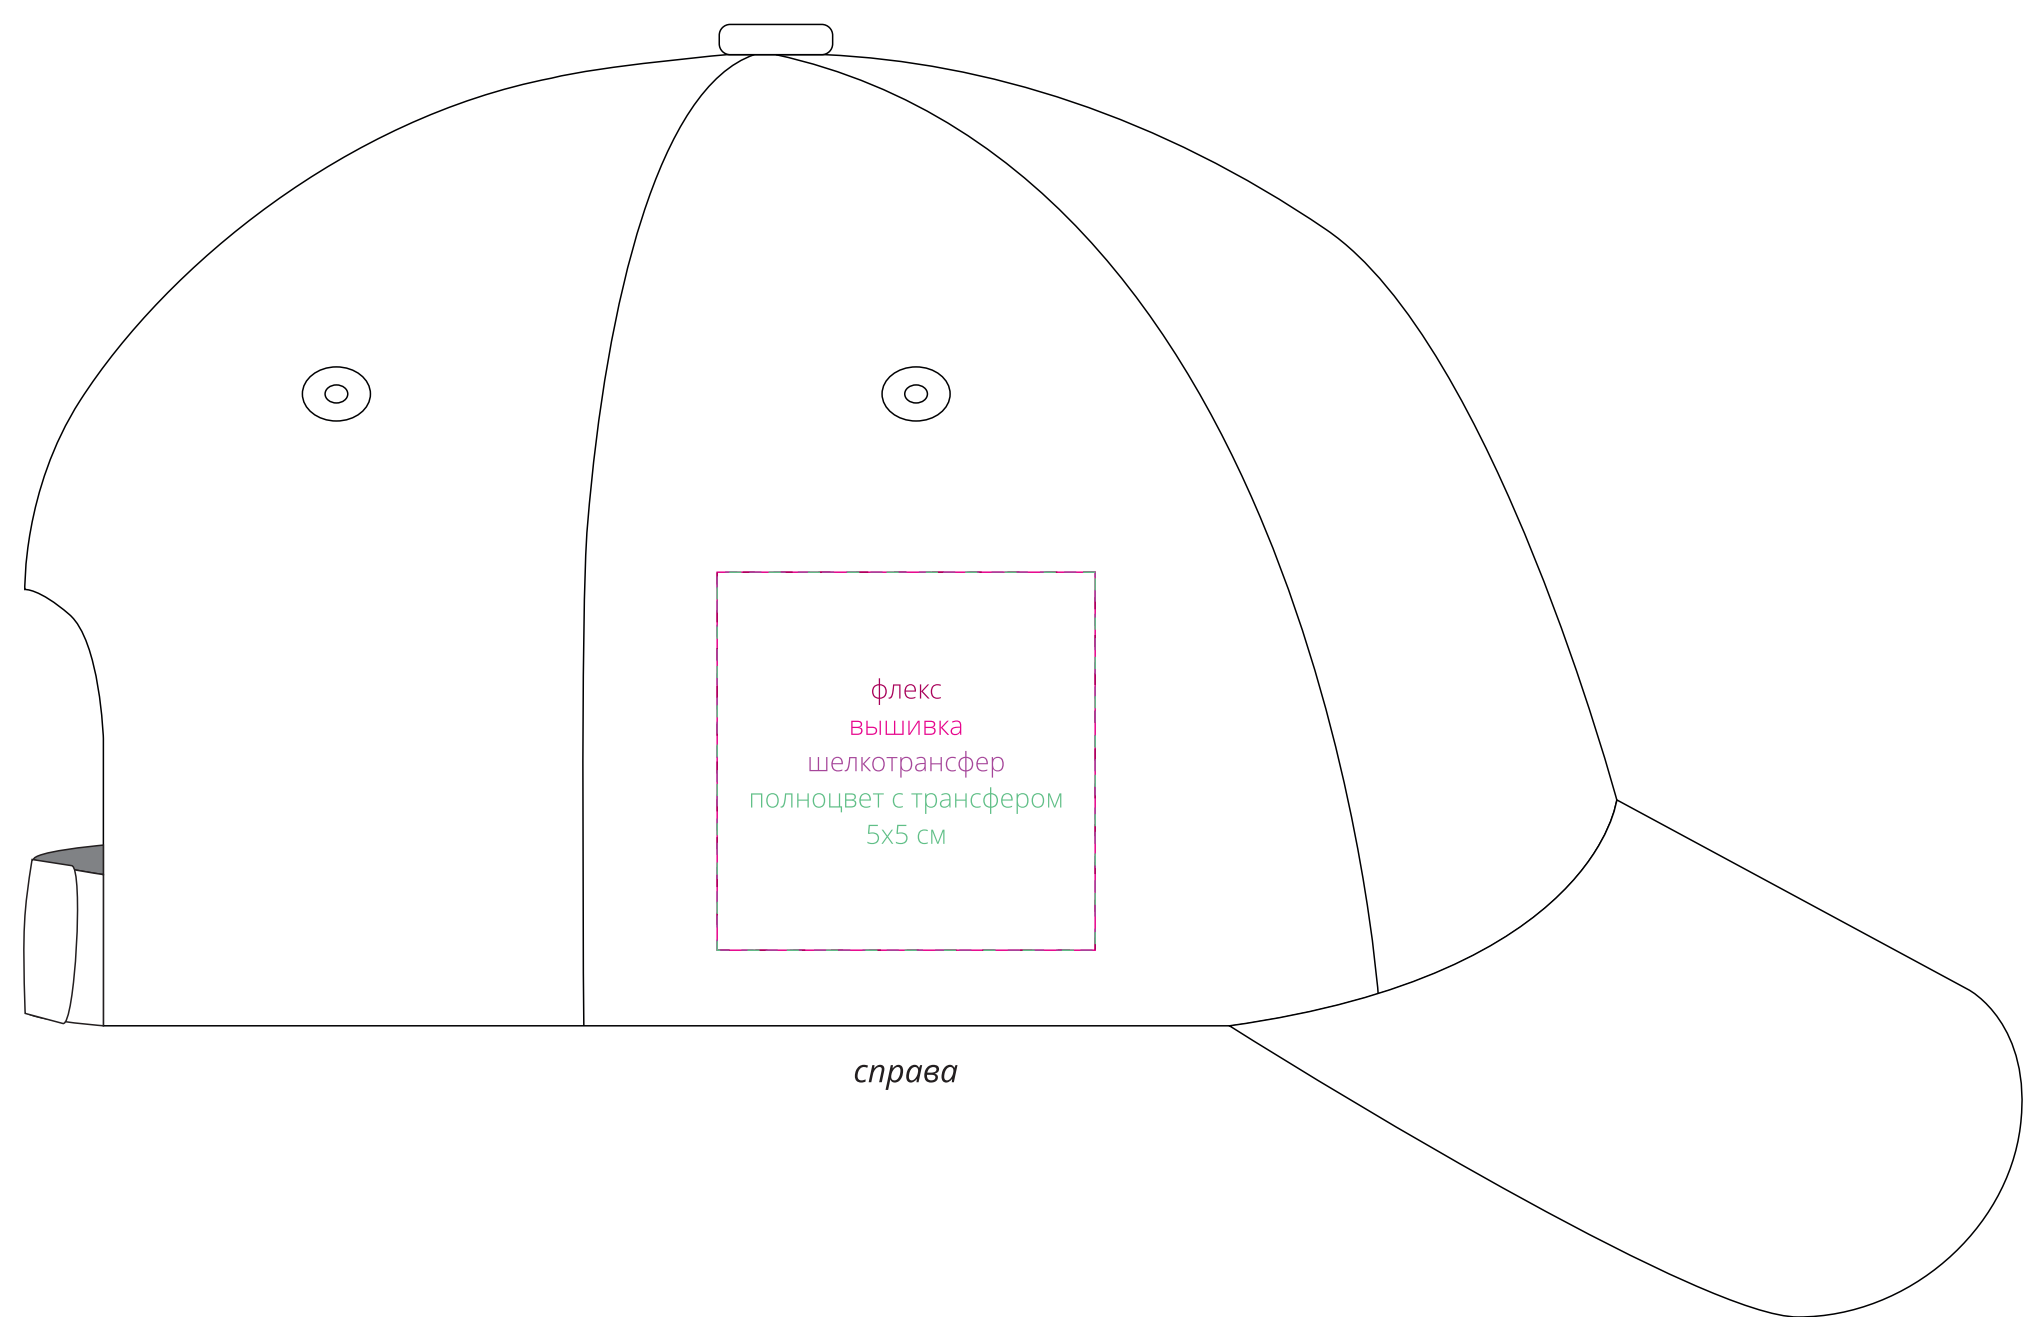 флекс
вышивка
шелкотрансфер
полноцвет с трансфером
5х5 см
справа